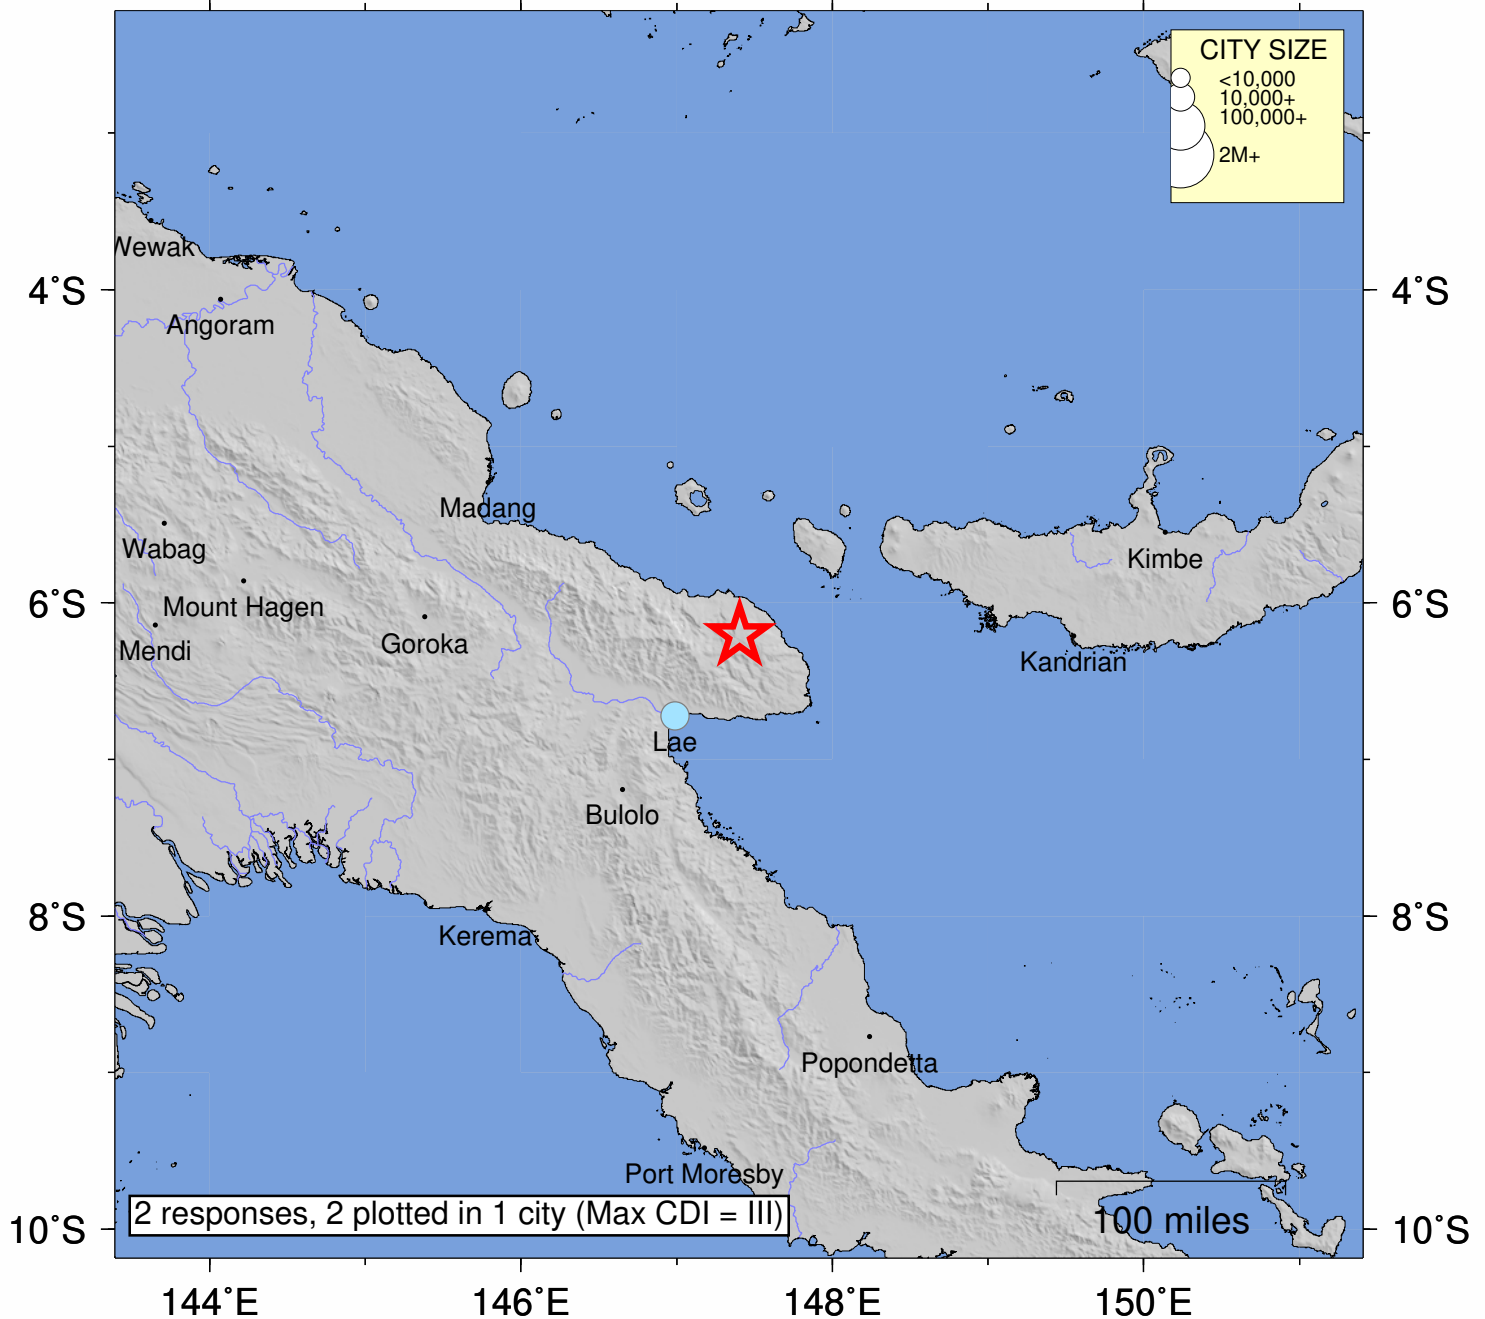 CITY SIZE
<10,000
10,000+
100,000+
2M+
Wewak
4˚S
4˚S
Angoram
Madang
Wabag
Kimbe
6˚S
6˚S
Mount Hagen
Goroka
Mendi
Kandrian
Lae
Bulolo
8˚S
8˚S
Kerema
Popondetta
Port Moresby
2 responses, 2 plotted in 1 city (Max CDI = III)
100 miles
10˚S
10˚S
144˚E
146˚E
148˚E
150˚E